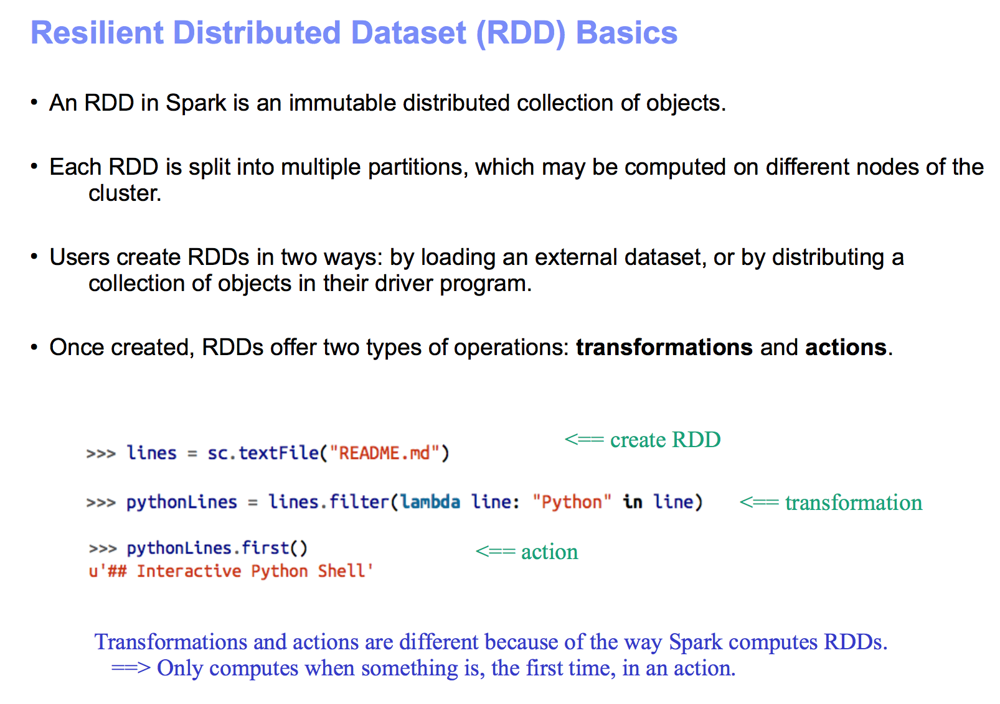 Resilient Distributed Dataset (RDD) Basics
• An RDD in Spark is an immutable distributed collection of objects.
• Each RDD is split into multiple partitions, which may be computed on different nodes of the
cluster.
• Users create RDDs in two ways: by loading an external dataset, or by distributing a
collection of objects in their driver program.
• Once created, RDDs offer two types of operations: transformations and actions.
>>> lines = sc.textFile("README.md") <== create RDD
>>> pythonLines = lines.filter(lambda line: "Python" in line) <== transformation
>>> pythonLines.first() <== action
u'## Interactive Python Shell'
Transformations and actions are different because of the way Spark computes RDDs.
==> Only computes when something is, the first time, in an action.